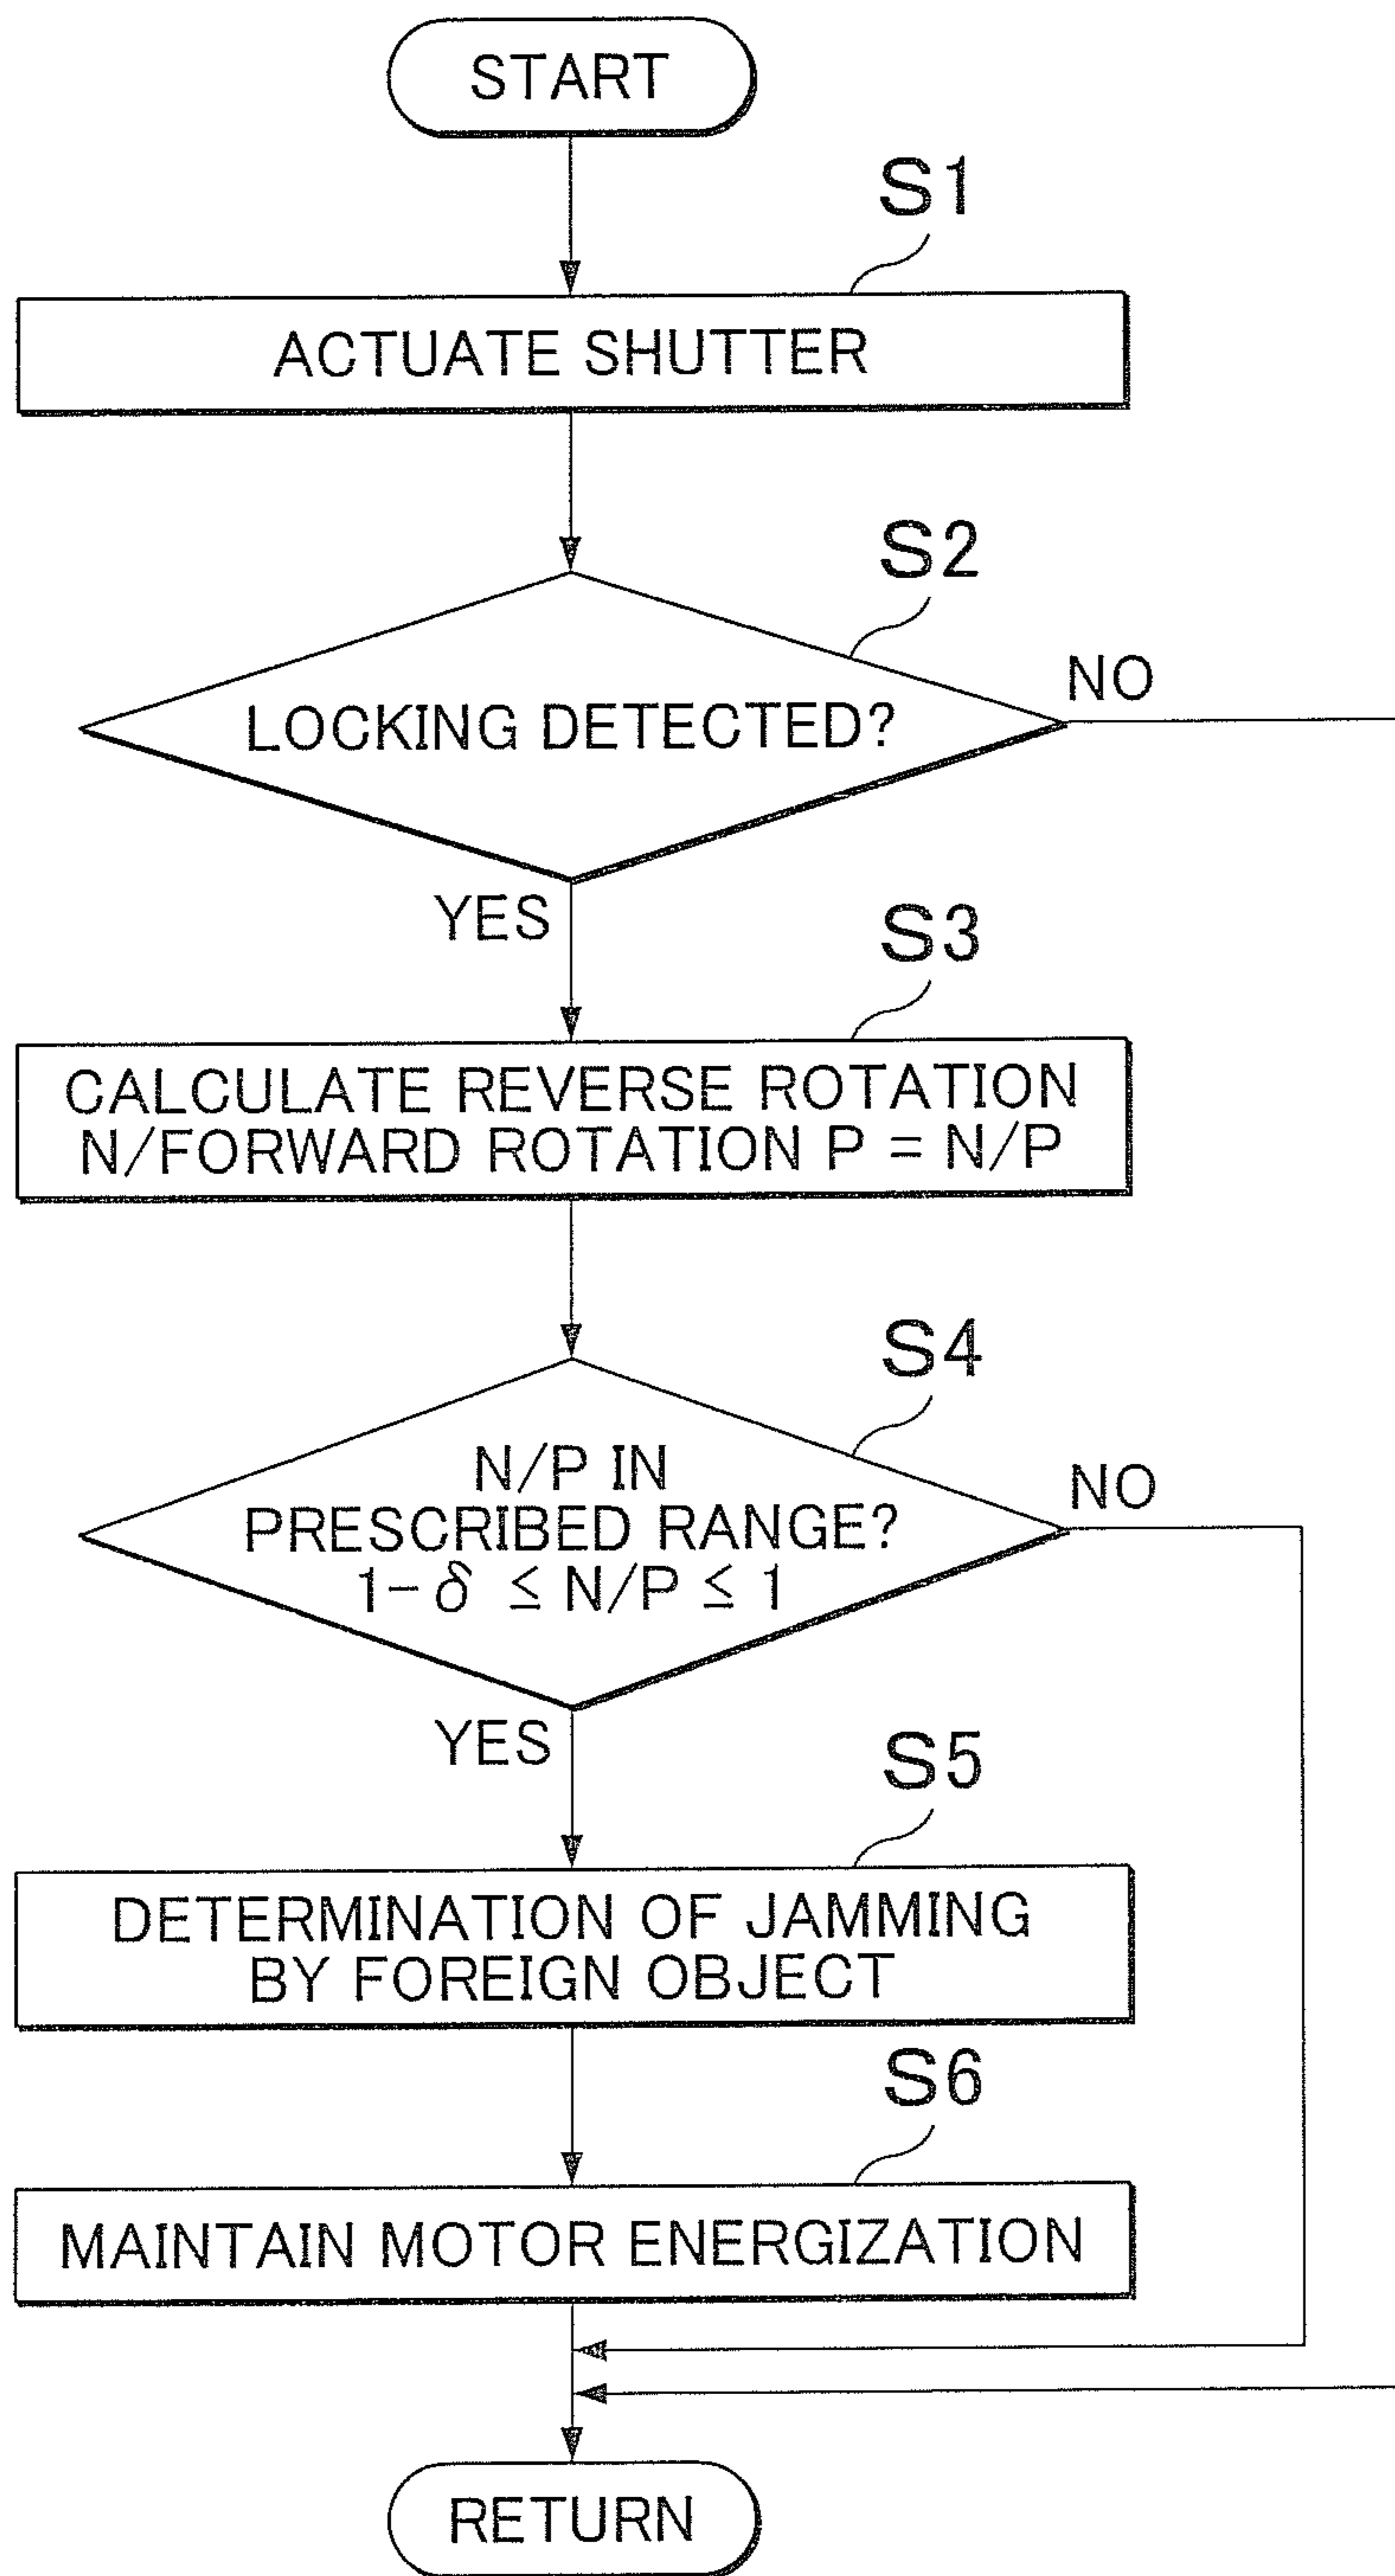 START
S1
ACTUATE SHUTTER
S2
NO
LOCKING DETECTED?
YES
S3
CALCULATE REVERSE ROTATION
N/FORWARD ROTATION P = N/P
S4
N/P IN
NO
PRESCRIBED RANGE?
1-δ ≤ N/P ≤ 1
YES
S5
DETERMINATION OF JAMMING
BY FOREIGN OBJECT
S6
MAINTAIN MOTOR ENERGIZATION
RETURN